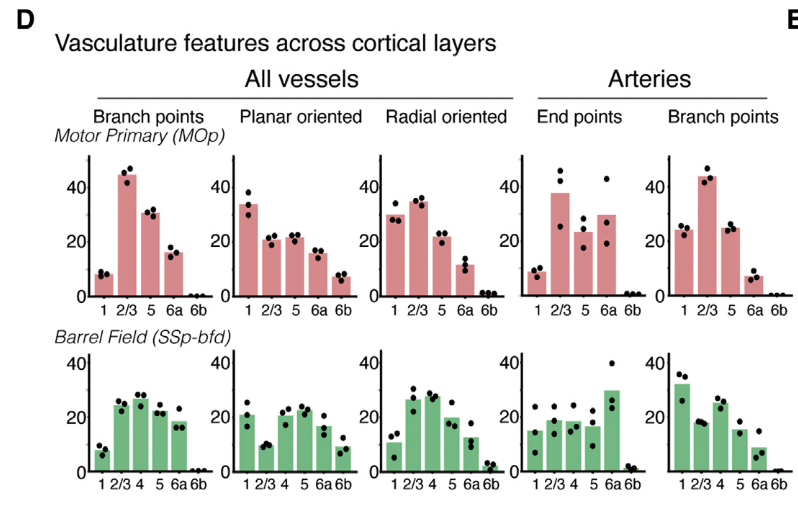 D
E
Vasculature features across cortical layers
All vessels Arteries
Branch points Planar oriented Radial oriented End points Branch points
Motor Primary (MOp)
40 40 40 40 40
20 20 20 20 20
0 0 0 0 0
1 2/3 5 6a 6b 1 2/3 5 6a 6b 1 2/3 5 6a 6b 1 2/3 5 6a 6b 1 2/3 5 6a 6b
Barrel Field (SSp-bfd)
40 40 40 40 40
20 20 20 20 20
0 0 0 0 0
1 2/3 4 5 6a 6b 1 2/3 4 5 6a 6b 1 2/3 4 5 6a 6b 1 2/3 4 5 6a 6b 1 2/3 4 5 6a 6b